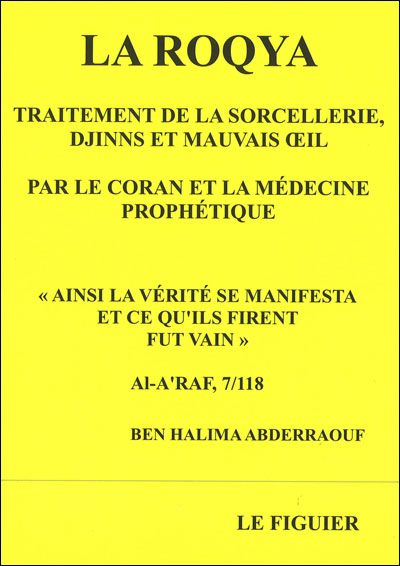 LA ROQYA
TRAITEMENT DE LA SORCELLERIE,
DJINNS ET MAUVAIS ŒIL
PAR LE CORAN ET LA MÉDECINE
PROPHÉTIQUE
« AINSI LA VÉRITÉ SE MANIFESTA
ET CE QU'ILS FIRENT
FUT VAIN »
Al-A'RAF, 7/118
BEN HALIMA ABDERRAOUF
LE FIGUIER